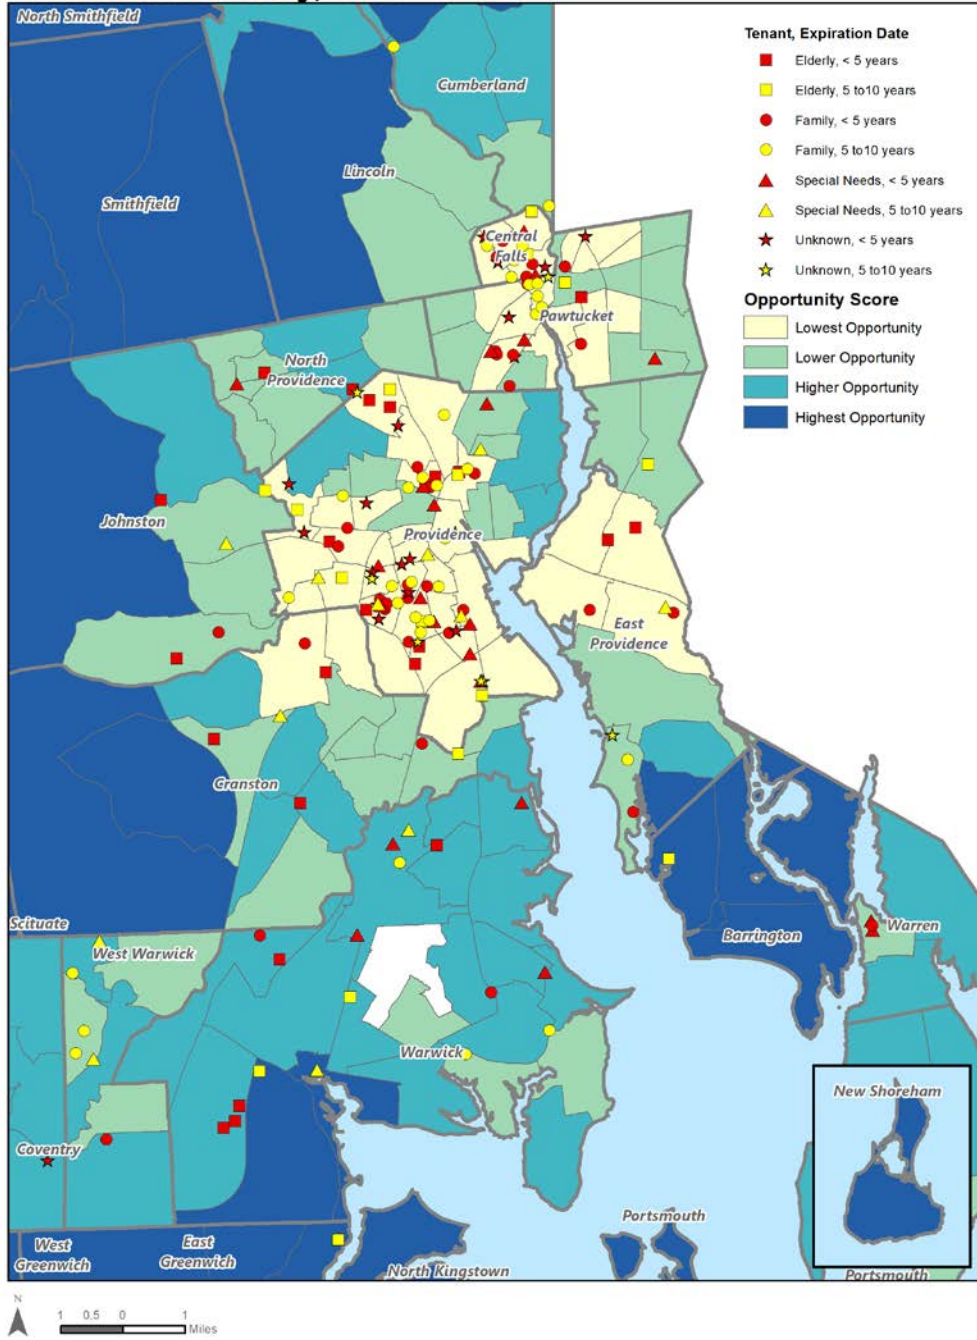 North Smithfield
Cumberland
Tenant, Expiration Date
Elderly, < 5 years
Elderly, 5 to10 years
Family, < 5 years
Family, 5 to10 years
Special Needs, < 5 years
Special Needs, 5 to10 years
Unknown, < 5 years
Unknown, 5 to10 years
Opportunity Score
Lowest Opportunity
Lower Opportunity
Higher Opportunity
Highest Opportunity
Lincoln
Smithfield
Central
Falls
Pawtucket
North
Providence
Johnston
Providence
East
Providence
Cranston
Scituate
West Warwick
Barrington
Warren
Warwick
New Shoreham
Coventry
Portsmouth
West
Greenwich
East
Greenwich
North Kingstown
Portsmouth
N
1 0.5 0 1
Miles